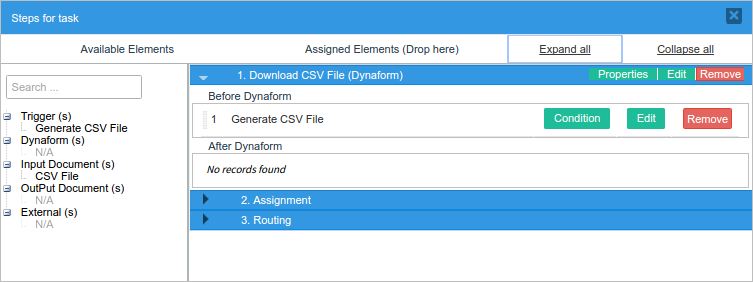 Steps for task
Available Elements
Assigned Elements (Drop here)
Expand all
Collapse all
Search ...
Trigger (s)
Generate CSV File
Dynaform (s)
N/A
Input Document (s)
CSV File
OutPut Document (s)
N/A
External (s)
N/A
1. Download CSV File (Dynaform)
Properties
Edit
Remove
Before Dynaform
1 Generate CSV File
Condition
Edit
Remove
After Dynaform
No records found
2. Assignment
3. Routing